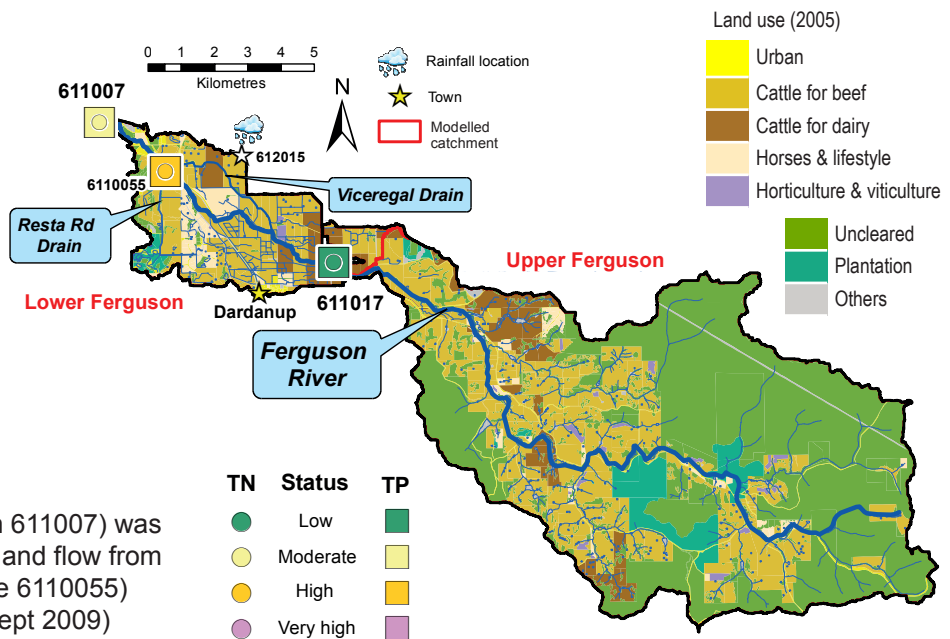 Land use (2005)
Urban
Cattle for beef
Cattle for dairy
Horses & lifestyle
Horticulture & viticulture
Uncleared
Plantation
Others
0 1 2 3 4 5
Kilometres
N
Rainfall location
Town
Modelled
catchment
611007
612015
6110055
Viceregal Drain
Resta Rd
Drain
Upper Ferguson
Lower Ferguson
611017
Dardanup
Ferguson
River
TN Status TP
Low
Moderate
High
Very high
n 611007) was
and flow from
e 6110055)
ept 2009)